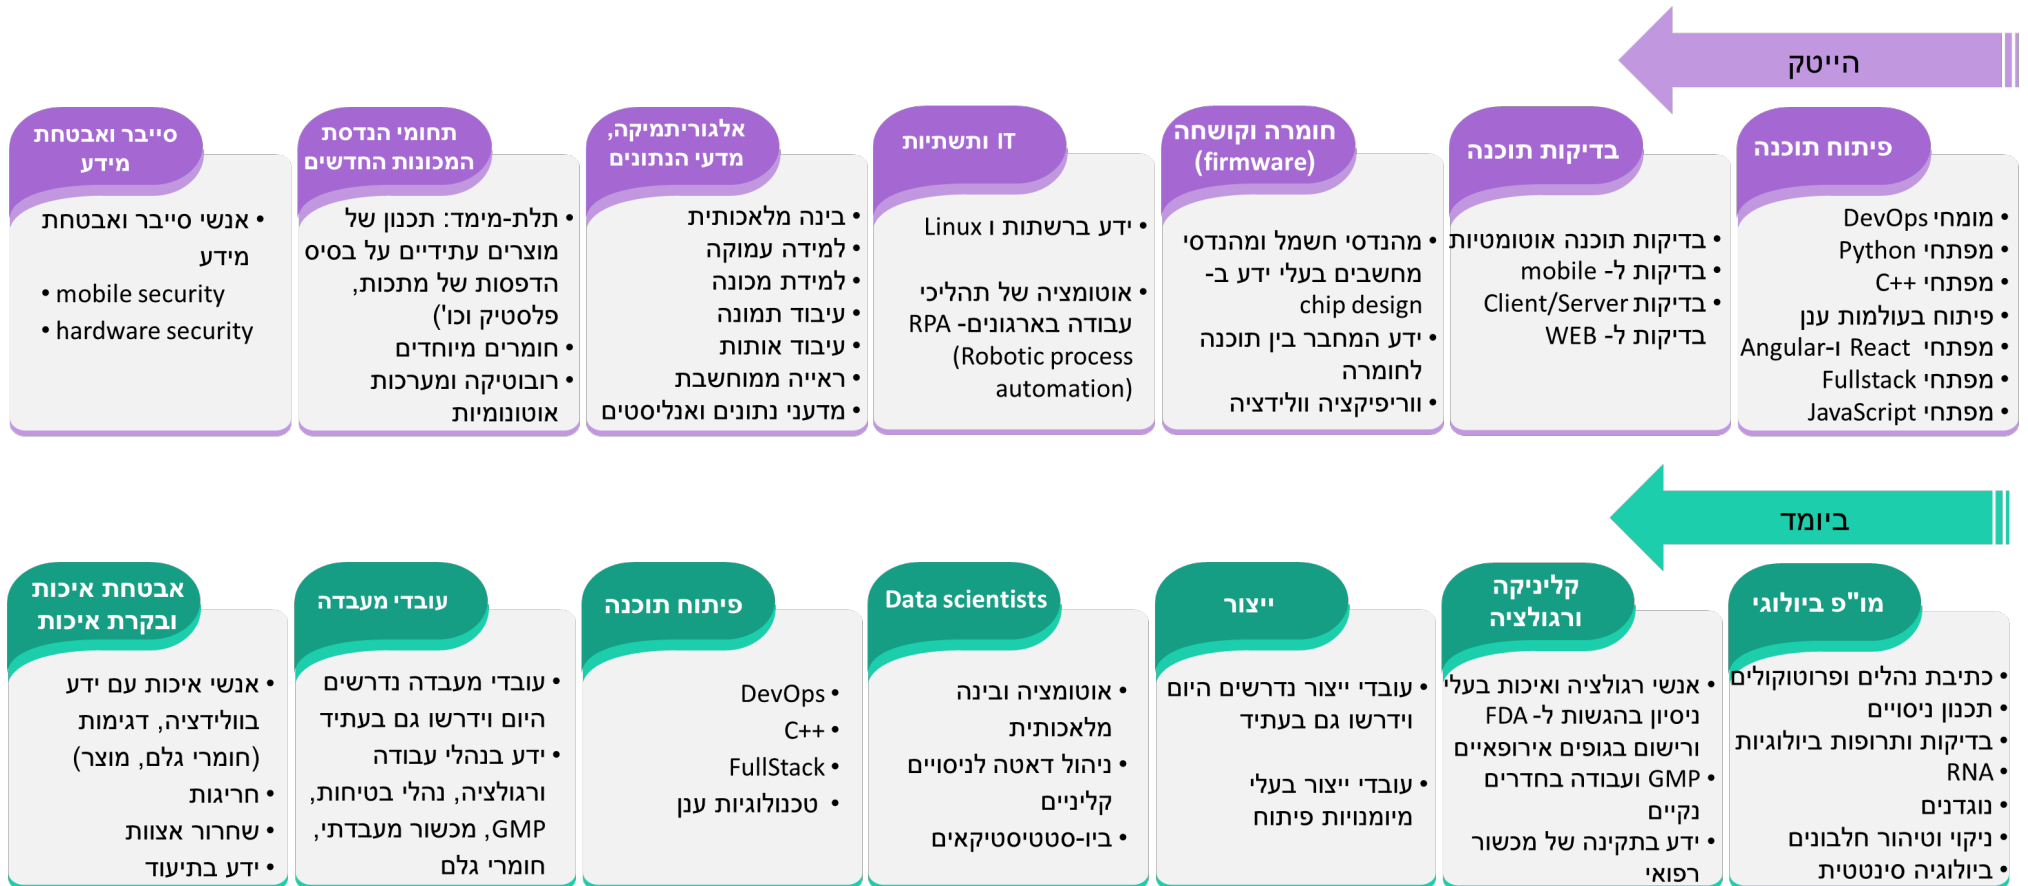 הייטק
פיתוח תוכנה
• מומחי DevOps
• מפתחי Python
• מפתחי C++
• פיתוח בעולמות ענן
• מפתחי React ו-Angular
• מפתחי Fullstack
• מפתחי JavaScript
בדיקות תוכנה
• בדיקות תוכנה אוטומטיות
• בדיקות ל- mobile
• בדיקות Client/Server
בדיקות ל- WEB
חומרה וקושחה
(firmware)
• מהנדסי חשמל ומהנדסי
מחשבים בעלי ידע ב-
chip design
• ידע המחבר בין תוכנה
לחומרה
• ווריפיקציה וולידציה
IT ותשתיות
• ידע ברשתות ו Linux
• אוטומציה של תהליכי
עבודה בארגונים- RPA
(Robotic process
automation)
אלגוריתמיקה,
מדעי הנתונים
• בינה מלאכותית
• למידה עמוקה
• למידת מכונה
• עיבוד תמונה
• עיבוד אותות
• ראייה ממוחשבת
• מדעני נתונים ואנליסטים
תחומי הנדסת
המכונות החדשים
• תלת-מימד: תכנון של
מוצרים עתידיים על בסיס
הדפסות של מתכות,
פלסטיק וכו')
• חומרים מיוחדים
• רובוטיקה ומערכות
אוטונומיות
סייבר ואבטחת
מידע
• אנשי סייבר ואבטחת
מידע
• mobile security
• hardware security
ביומד
מו"פ ביולוגי
• כתיבת נהלים ופרוטוקולים
• תכנון ניסויים
• בדיקות ותרופות ביולוגיות
• RNA
• נוגדנים
• ניקוי וטיהור חלבונים
• ביולוגיה סינטטית
קליניקה
ורגולציה
• אנשי רגולציה ואיכות בעלי
ניסיון בהגשות ל- FDA
ורישום בגופים אירופאיים
• GMP ועבודה בחדרים
נקיים
• ידע בתקינה של מכשור
רפואי
ייצור
• עובדי ייצור נדרשים היום
וידרשו גם בעתיד
• עובדי ייצור בעלי
מיומנויות פיתוח
Data scientists
• אוטומציה ובינה
מלאכותית
• ניהול דאטה לניסויים
קליניים
• ביו-סטטיסטיקאים
פיתוח תוכנה
• DevOps
• C++
• FullStack
• טכנולוגיות ענן
עובדי מעבדה
• עובדי מעבדה נדרשים
היום וידרשו גם בעתיד
• ידע בנהלי עבודה
ורגולציה, נהלי בטיחות,
GMP, מכשור מעבדתי,
חומרי גלם
אבטחת איכות
ובקרת איכות
• אנשי איכות עם ידע
בוולידציה, דגימות
(חומרי גלם, מוצר)
• חריגות
• שחרור אצוות
• ידע בתיעוד